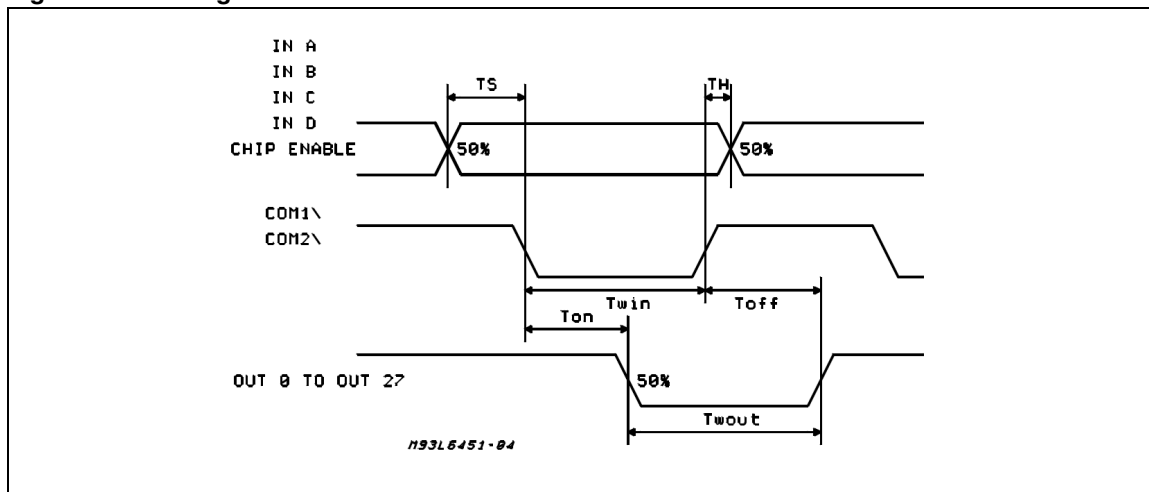 IN A
IN B
IN C
IN D
CHIP ENABLE
TS
TH
50%
50%
COM1\
COM2\
Twin
Toff
Ton
OUT 0 TO OUT 27
50%
Twout
M93L6451-04